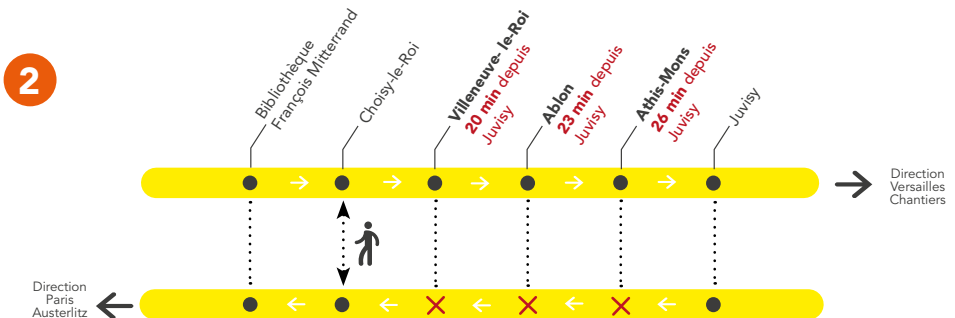 2
Bibliothèque
François Mitterrand
Choisy-le-Roi
Villeneuve- le-Roi
20 min depuis
Juvisy
Ablon
23 min depuis
Juvisy
Athis-Mons
26 min depuis
Juvisy
Juvisy
Direction
Versailles
Chantiers
Direction
Paris
Austerlitz